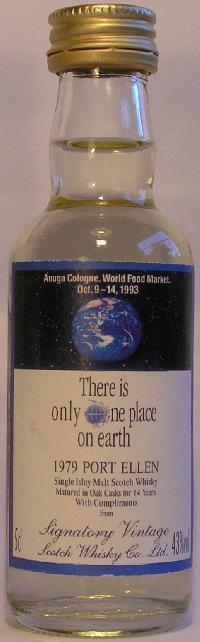 Anuga Cologne. World Food Market.
Oct. 9-14, 1993
There is
only One place
on earth
1979 PORT ELLEN
Single Islay Malt Scotch Whisky
Matured in Oak Casks for 14 Years
With Compliments
from
Signatory Vintage
Scotch Whisky Co. Ltd.
5cl
43%vol